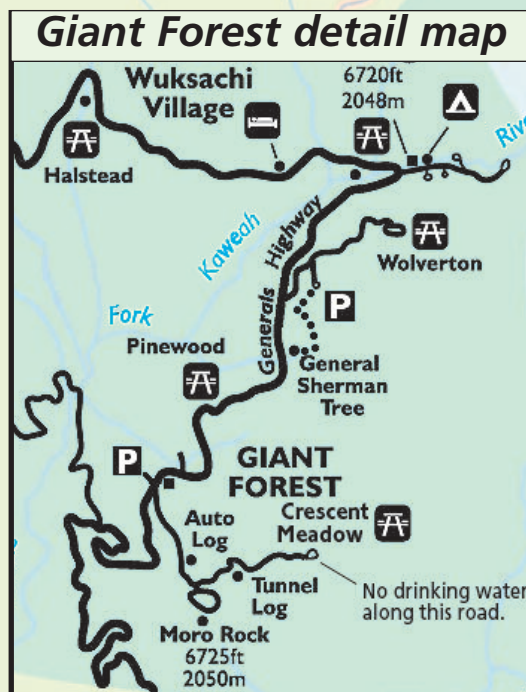 Giant Forest detail map
Wuksachi
Village
6720ft
2048m
Halstead
Kaweah
Generals Highway
Wolverton
P
Fork
Pinewood
General
Sherman
Tree
P
GIANT
FOREST
Crescent
Meadow
Auto
Log
Tunnel
Log
No drinking water
along this road.
Moro Rock
6725ft
2050m